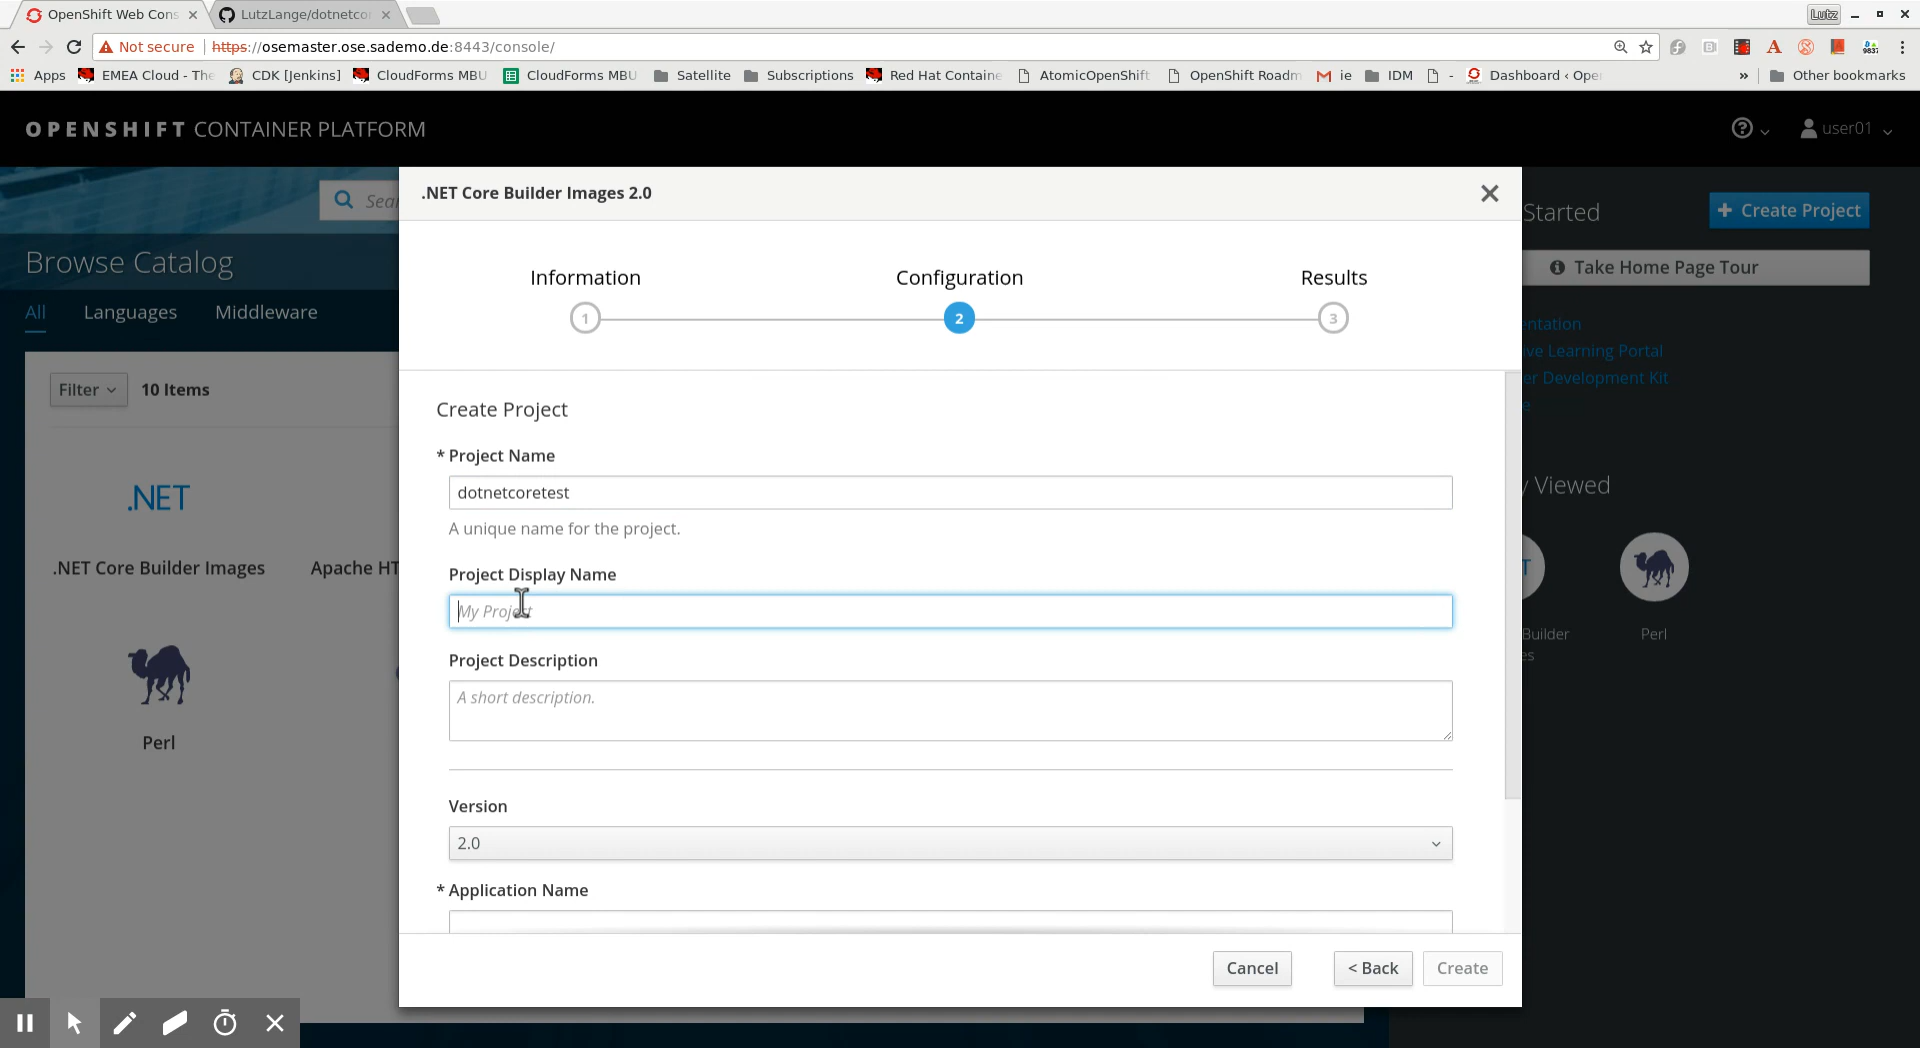 OpenShift Web Cons
LutzLange/dotnetco
Lutz
Not secure https://osemaster.ose.sademo.de:8443/console/
Apps EMEA Cloud - The CDK [Jenkins] CloudForms MBU CloudForms MBU Satellite Subscriptions Red Hat Containe AtomicOpenShift OpenShift Roadm ie IDM - Dashboard ‹ Ope » Other bookmarks
OPENSHIFT CONTAINER PLATFORM
user01
.NET Core Builder Images 2.0
Sea
Started
+ Create Project
Browse Catalog
Take Home Page Tour
Information Configuration Results
1 2 3
All Languages Middleware
entation
ive Learning Portal
er Development Kit
e
Filter 10 Items
Create Project
* Project Name
dotnetcoretest
A unique name for the project.
y Viewed
.NET
.NET Core Builder Images
Apache HT
Project Display Name
My Project
T
Builder
es
Perl
Project Description
A short description.
Perl
Version
2.0
* Application Name
Cancel < Back Create